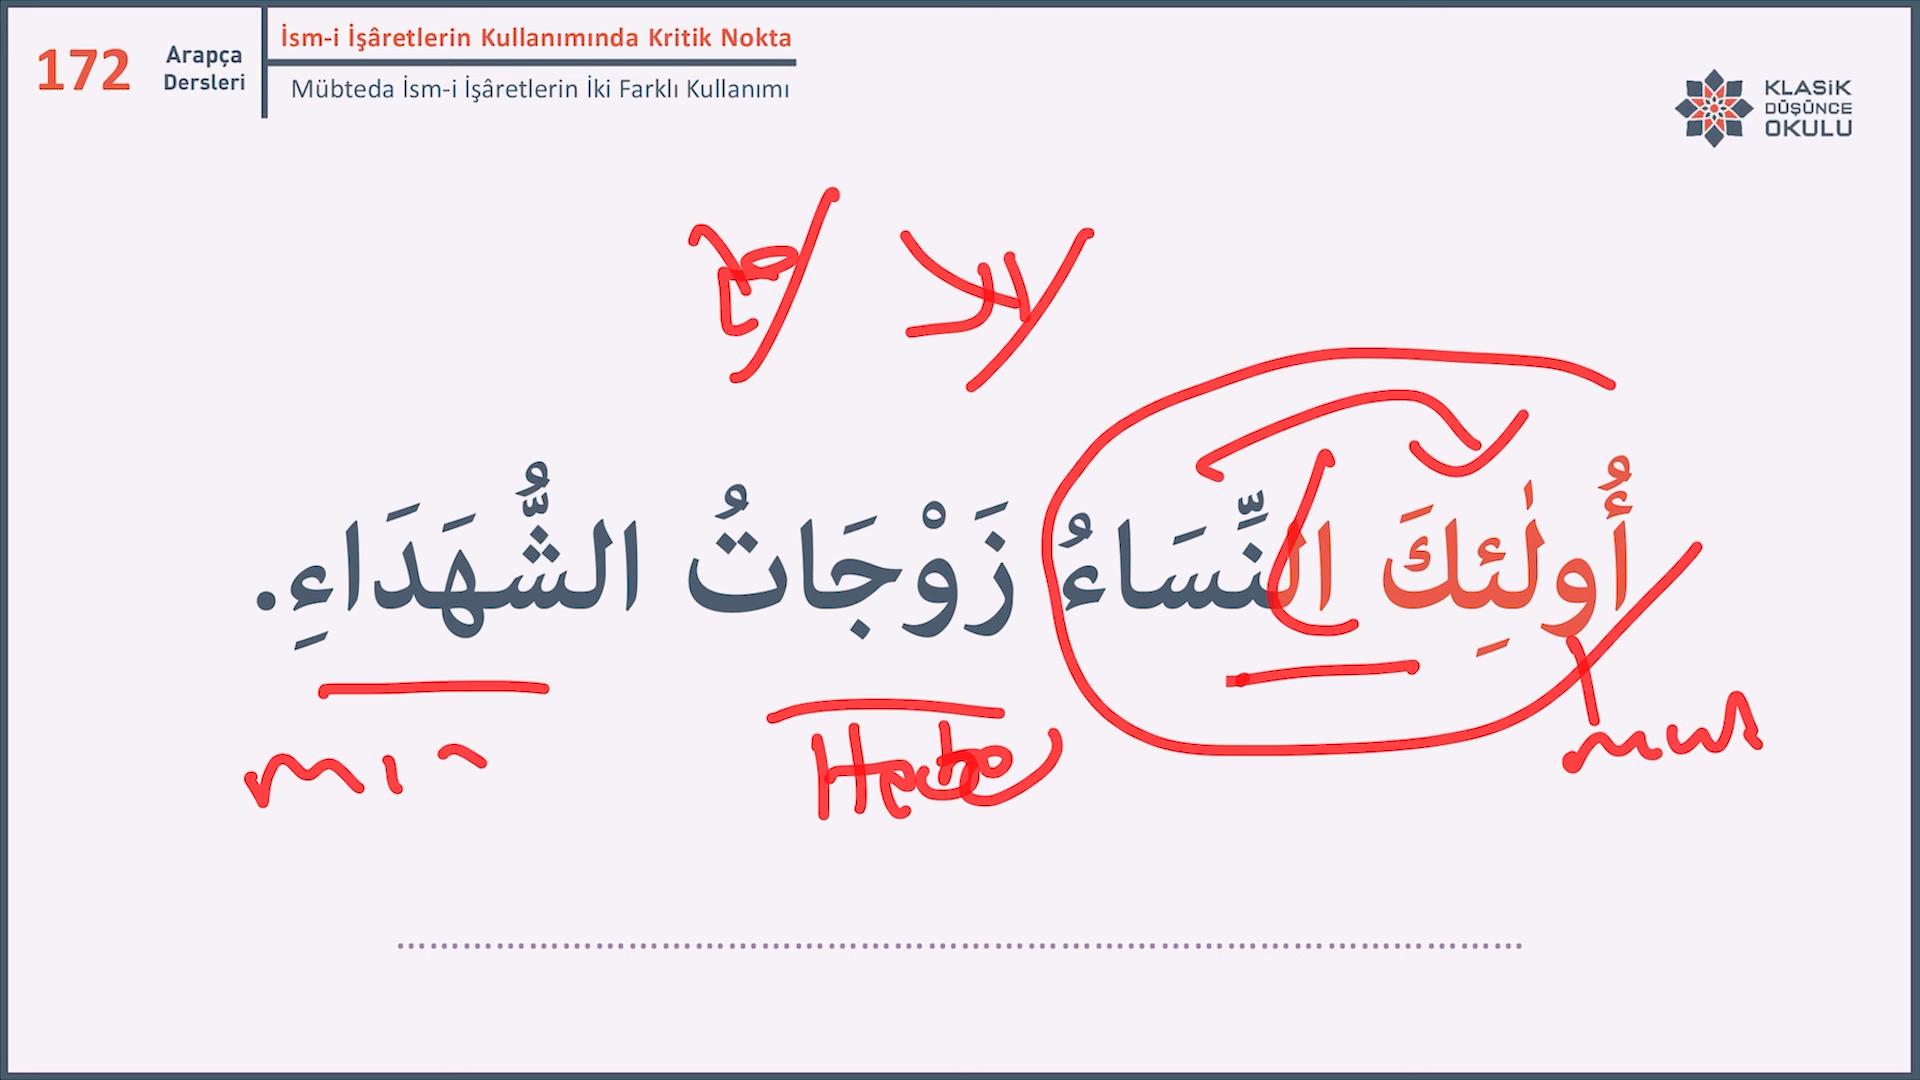 172
Arapça
Dersleri
İsm-i İşâretlerin Kullanımında Kritik Nokta
Mübteda İsm-i İşâretlerin İki Farklı Kullanımı
KLASİK
DÜŞÜNCE
OKULU
أُولٰئِكَ النِّسَاءُ زَوْجَاتُ الشُّهَدَاءِ.